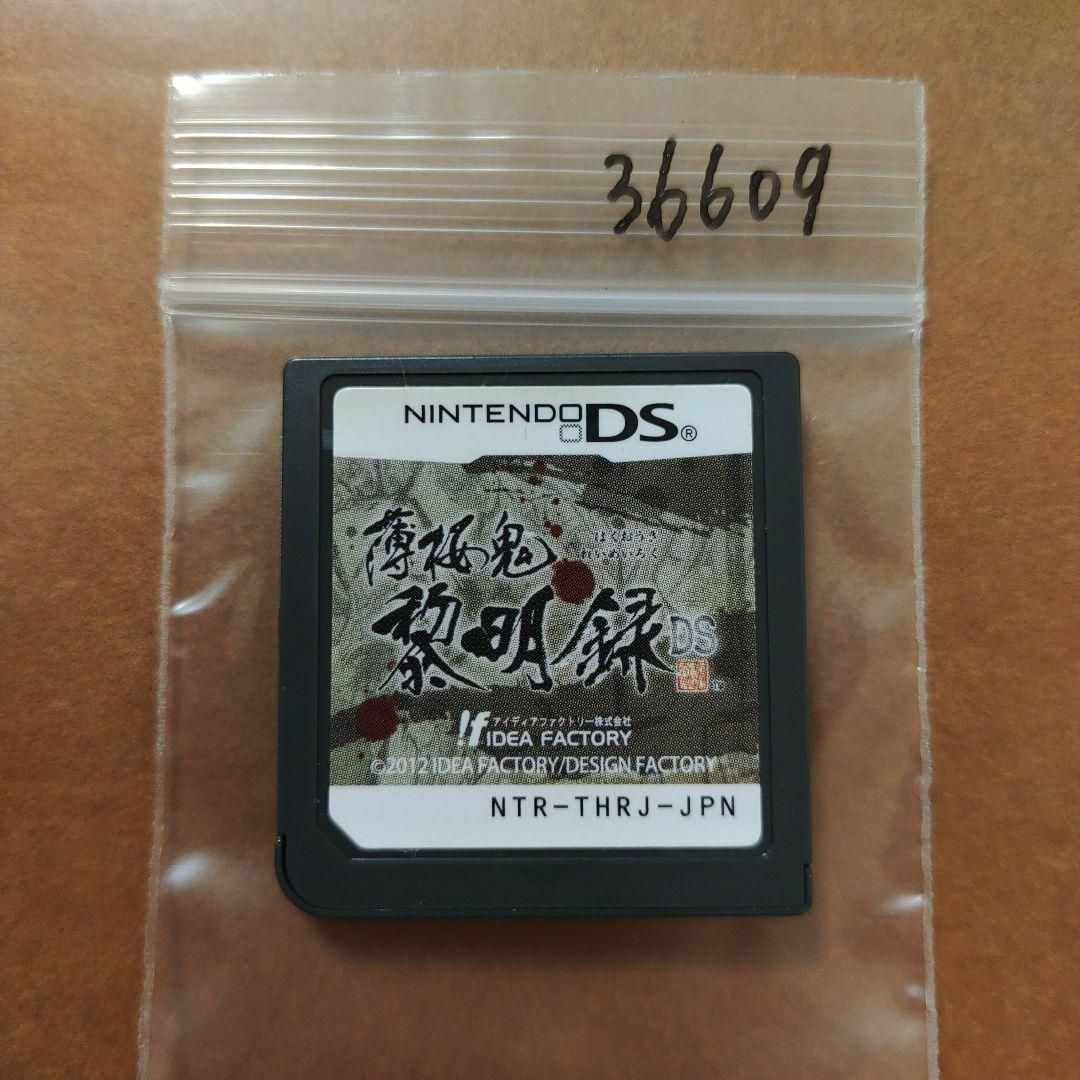 36609
NINTENDO DS®
薄桜鬼
はくおうき
れいめいろく
黎明録 DS
アイディアファクトリー株式会社
IDEA FACTORY
©2012 IDEA FACTORY/DESIGN FACTORY
NTR-THRJ-JPN